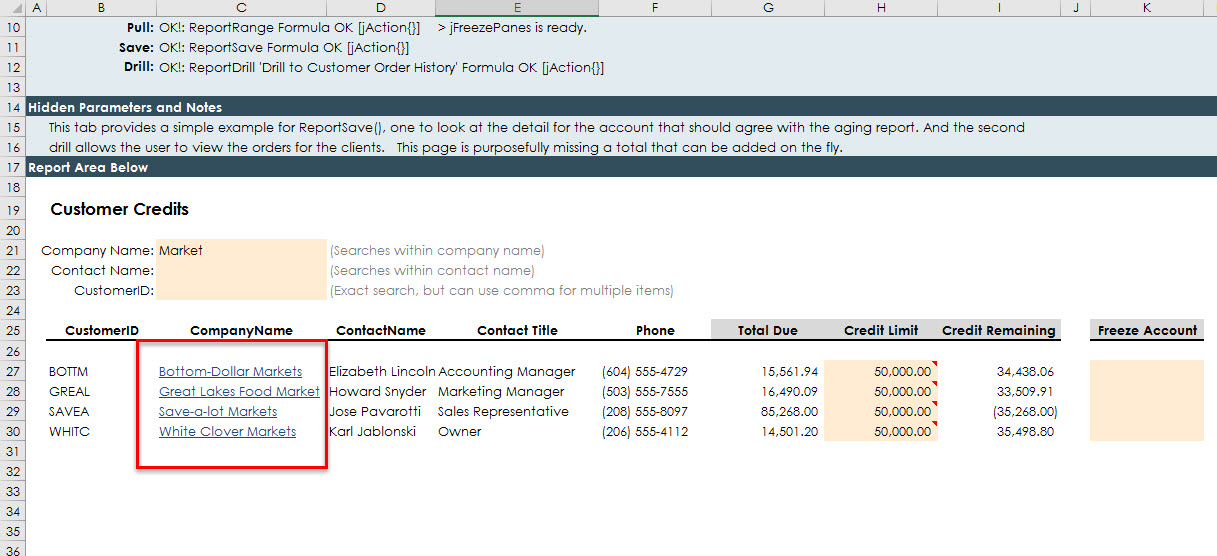 A B C D E F G H I J K
10 Pull: OK!: ReportRange Formula OK [jAction{}] > jFreezePanes is ready.
11 Save: OK!: ReportSave Formula OK [jAction{}]
12 Drill: OK!: ReportDrill 'Drill to Customer Order History' Formula OK [jAction{}]
13
14 Hidden Parameters and Notes
15 This tab provides a simple example for ReportSave(), one to look at the detail for the account that should agree with the aging report. And the second
16 drill allows the user to view the orders for the clients. This page is purposefully missing a total that can be added on the fly.
17 Report Area Below
18
19 Customer Credits
20
21 Company Name: Market (Searches within company name)
22 Contact Name: (Searches within contact name)
23 CustomerID: (Exact search, but can use comma for multiple items)
24
25 CustomerID CompanyName ContactName Contact Title Phone Total Due Credit Limit Credit Remaining Freeze Account
26
27 BOTTM Bottom-Dollar Markets Elizabeth Lincoln Accounting Manager (604) 555-4729 15,561.94 50,000.00 34,438.06
28 GREAL Great Lakes Food Market Howard Snyder Marketing Manager (503) 555-7555 16,490.09 50,000.00 33,509.91
29 SAVEA Save-a-lot Markets Jose Pavarotti Sales Representative (208) 555-8097 85,268.00 50,000.00 (35,268.00)
30 WHITC White Clover Markets Karl Jablonski Owner (206) 555-4112 14,501.20 50,000.00 35,498.80
31
32
33
34
35
36